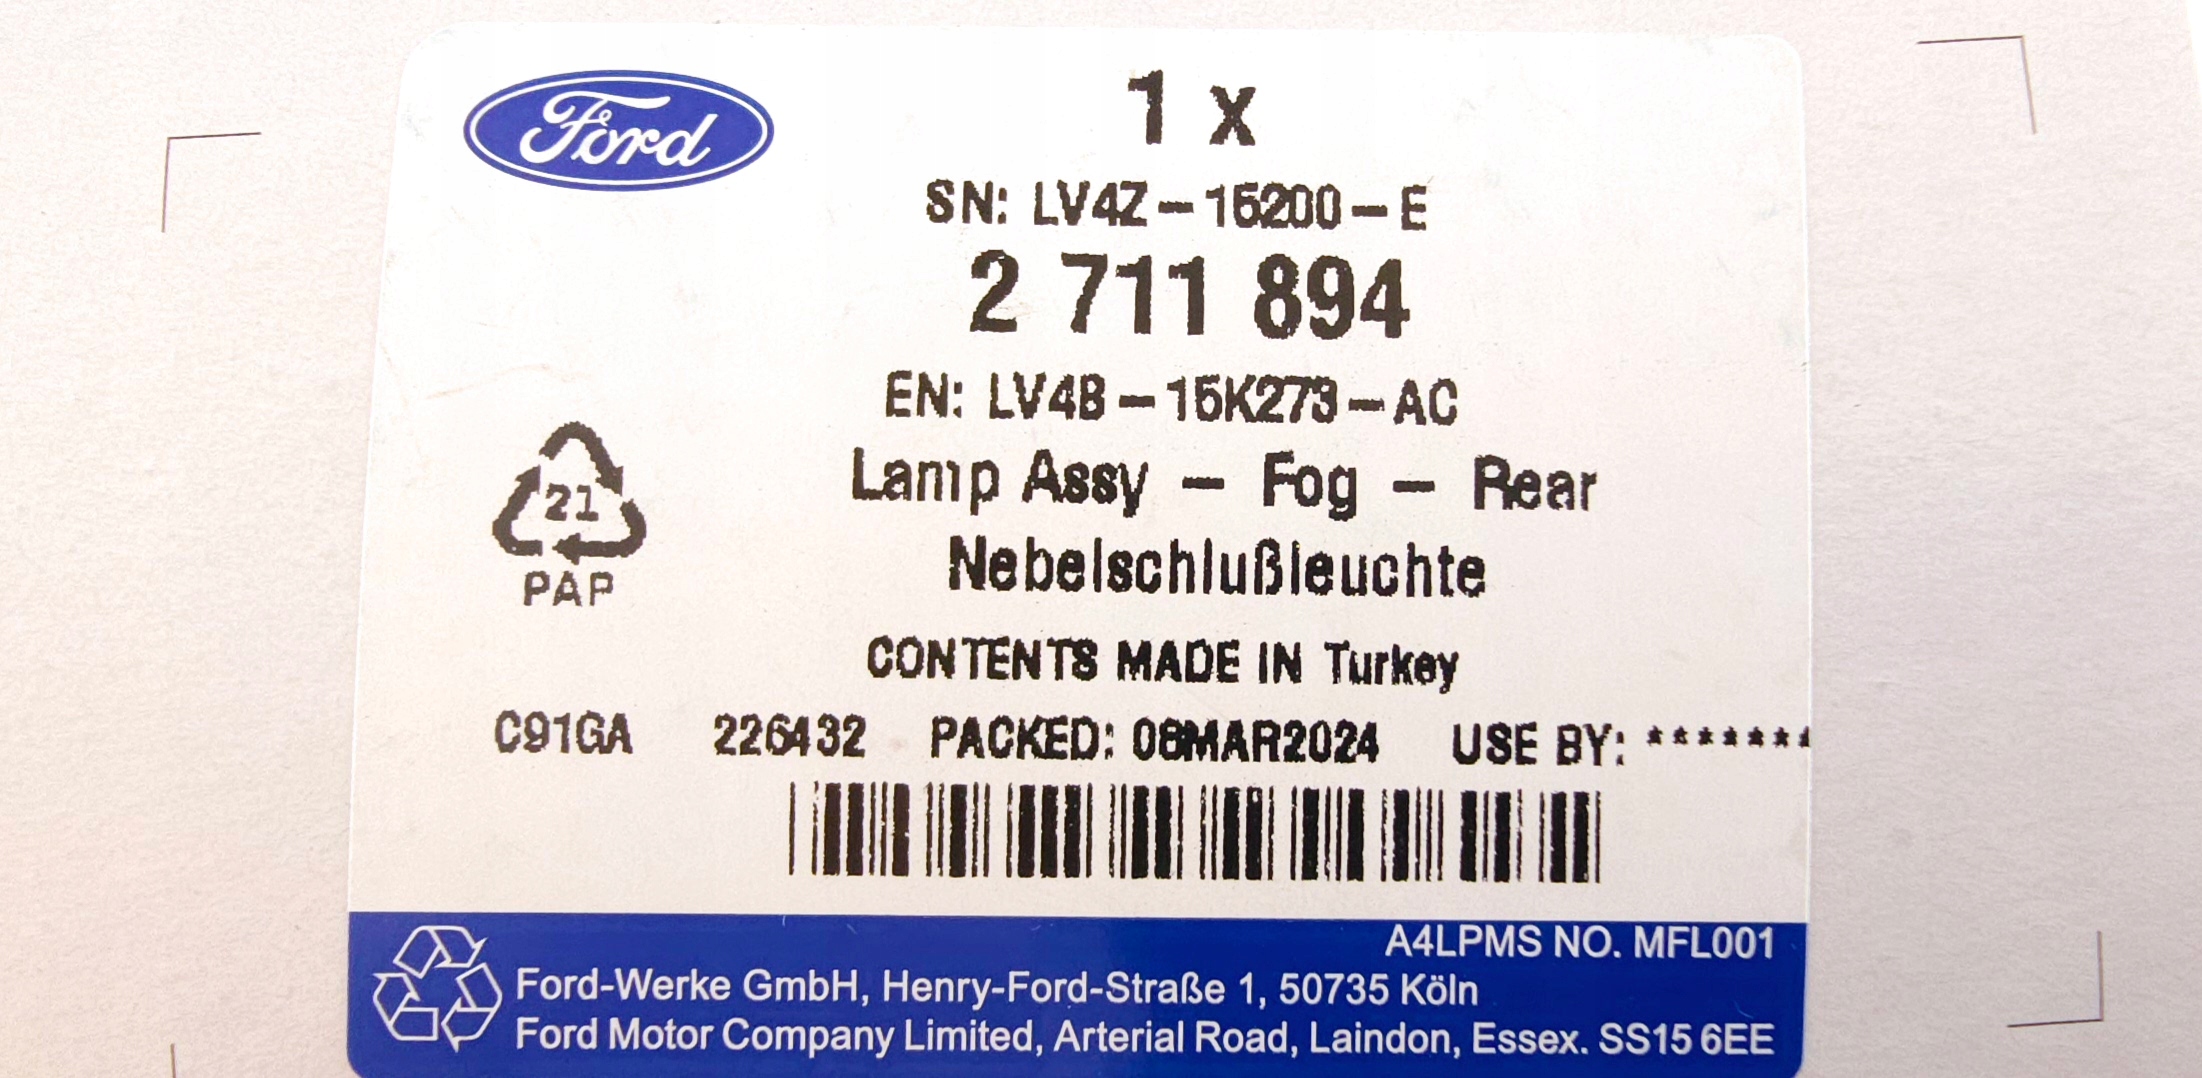 Ford
1 x
SN: LV4Z-15200-E
2 711 894
EN: LV4B-15K273-AC
Lamp Assy - Fog - Rear
Nebelschlußleuchte
21
PAP
CONTENTS MADE IN Turkey
C91GA 226432 PACKED: 08MAR2024 USE BY: *******
A4LPMS NO. MFL001
Ford-Werke GmbH, Henry-Ford-Straße 1, 50735 Köln
Ford Motor Company Limited, Arterial Road, Laindon, Essex. SS15 6EE